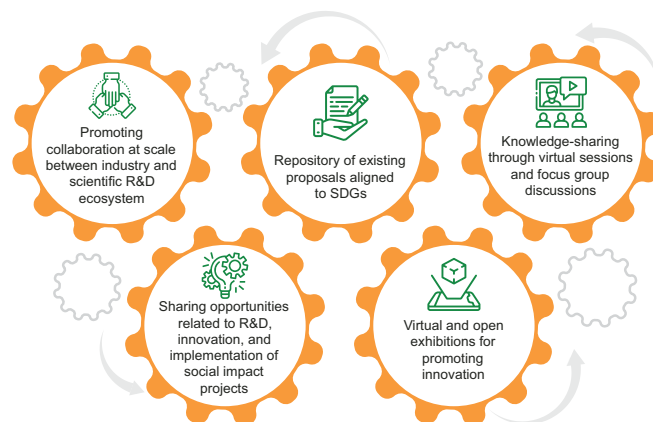 Promoting
collaboration at scale
between industry and
scientific R&D
ecosystem
Repository of existing
proposals aligned
to SDGs
Knowledge-sharing
through virtual sessions
and focus group
discussions
Sharing opportunities
related to R&D,
innovation, and
implementation of
social impact
projects
Virtual and open
exhibitions for
promoting
innovation